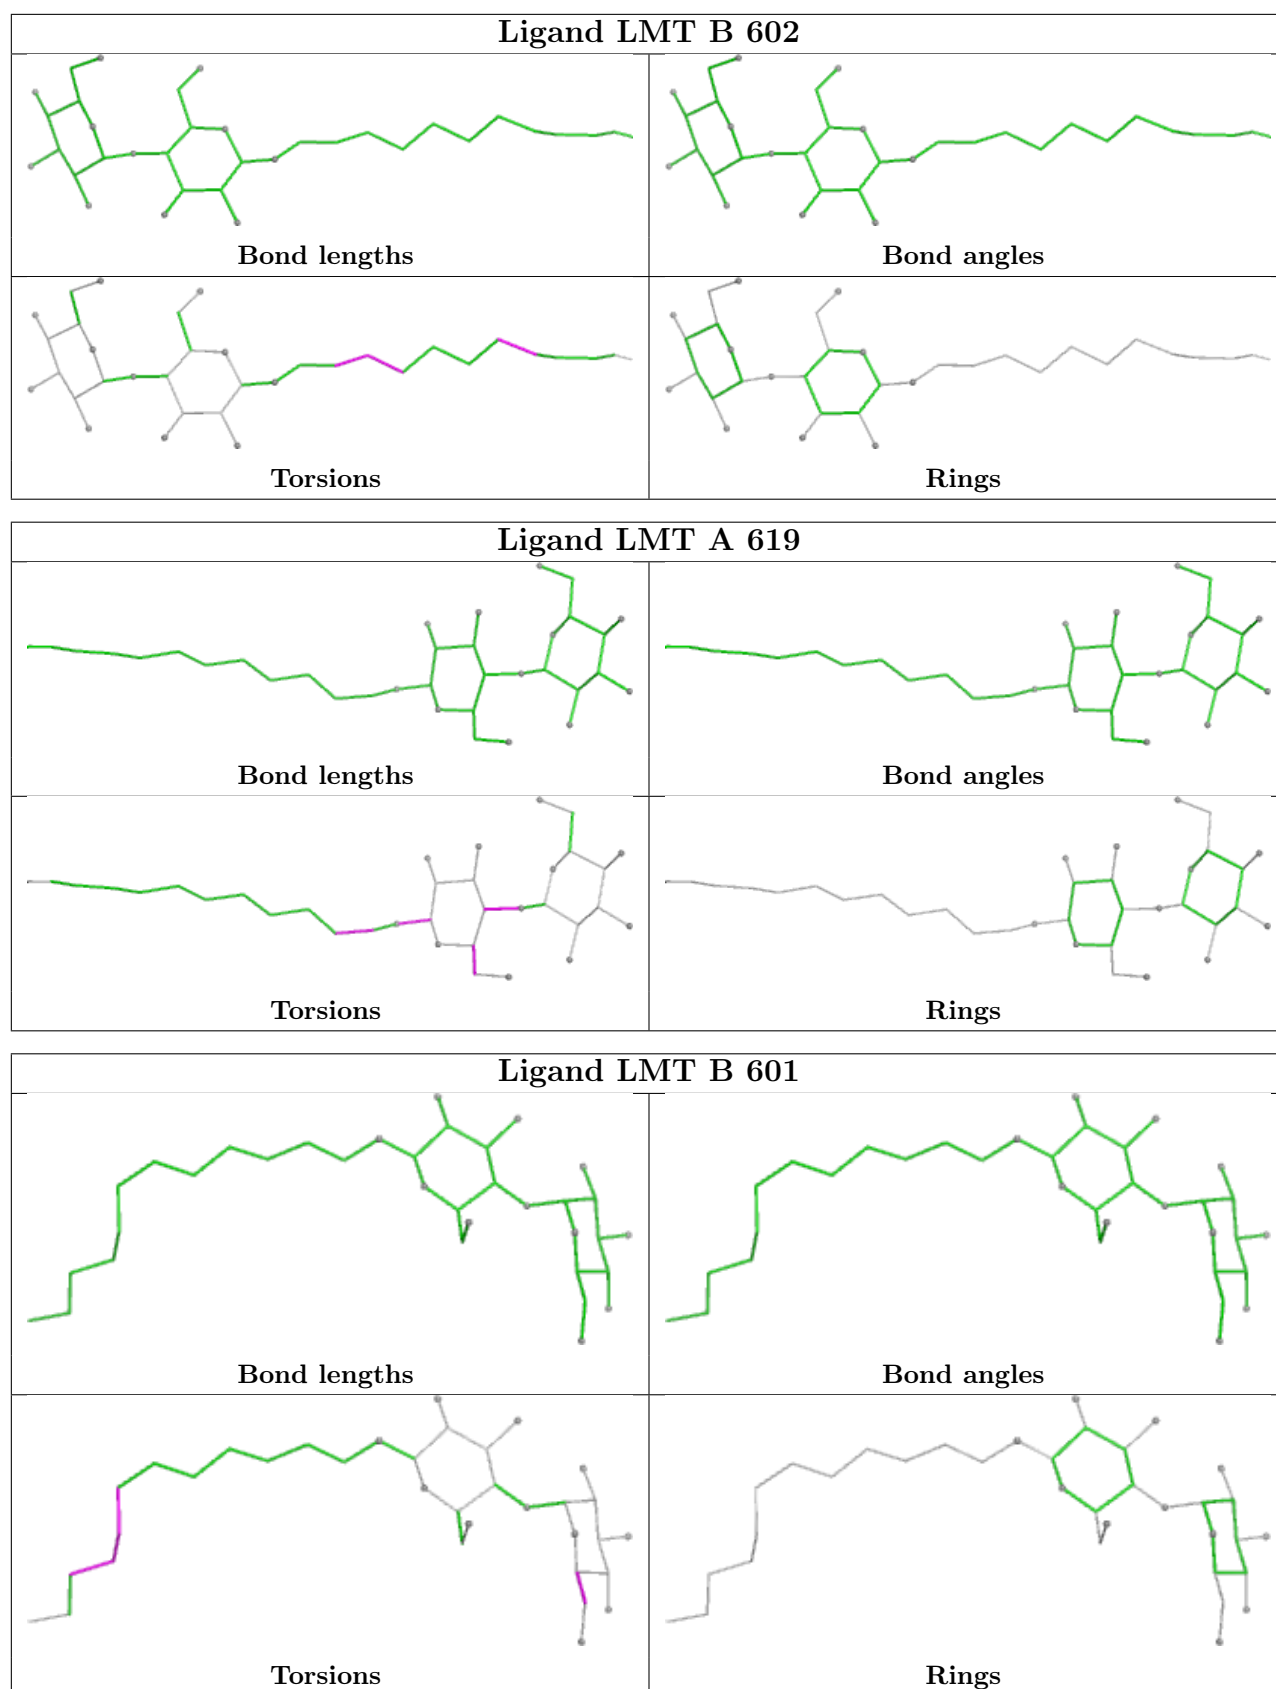 Ligand LMT B 602
Bond lengths
Bond angles
Torsions
Rings
Ligand LMT A 619
Bond lengths
Bond angles
Torsions
Rings
Ligand LMT B 601
Bond lengths
Bond angles
Torsions
Rings